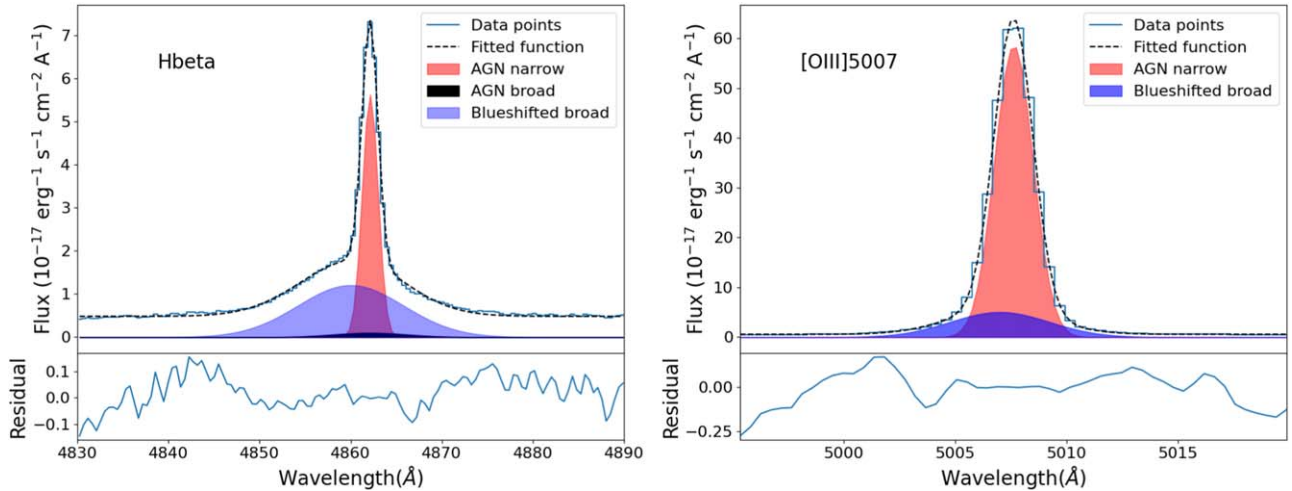 Hbeta
Data points
Fitted function
AGN narrow
AGN broad
Blueshifted broad
Flux (10⁻¹⁷ erg⁻¹ s⁻¹ cm⁻² A⁻¹)
7
6
5
4
3
2
1
0
Residual
0.1
0.0
−0.1
4830 4840 4850 4860 4870 4880 4890
Wavelength(Å)
[OIII]5007
Data points
Fitted function
AGN narrow
Blueshifted broad
Flux (10⁻¹⁷ erg⁻¹ s⁻¹ cm⁻² A⁻¹)
60
50
40
30
20
10
0
Residual
0.00
−0.25
5000 5005 5010 5015
Wavelength(Å)